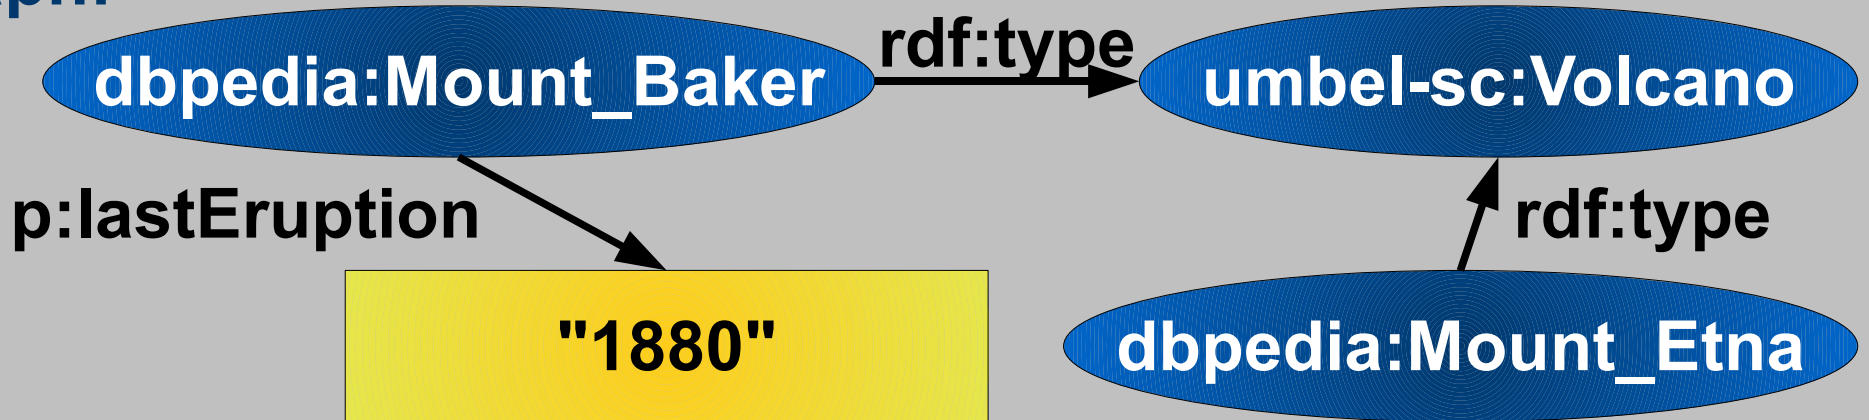 dbpedia:Mount_Baker
rdf:type
umbel-sc:Volcano
p:lastEruption
rdf:type
"1880"
dbpedia:Mount_Etna